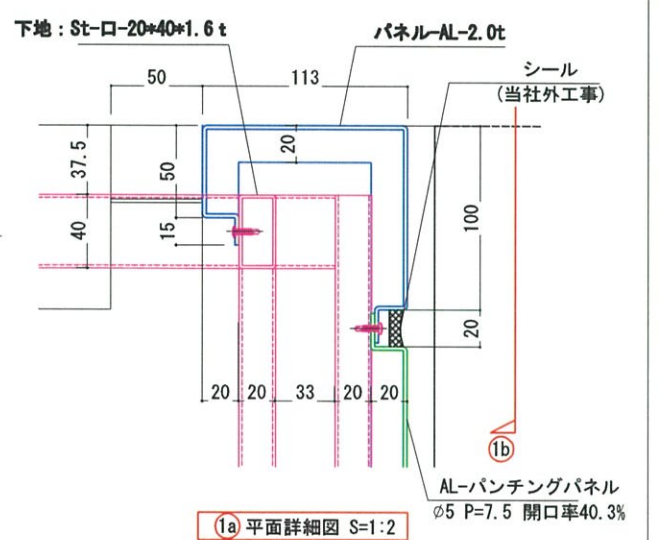 下地：St-ロ-20*40*1.6 t
パネル-AL-2.0t
シール
(当社外工事)
50
113
20
37.5
50
40
15
100
20
20
20
33
20
20
1b
AL-パンチングパネル
Ø5 P=7.5 開口率40.3%
1a 平面詳細図 S=1:2